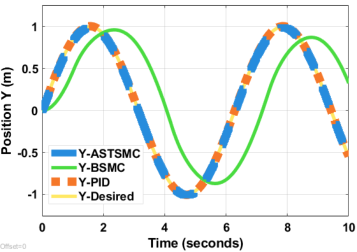 1
0.5
0
-0.5
-1
Position Y (m)
Y-ASTSMC
Y-BSMC
Y-PID
Y-Desired
0 2 4 6 8 10
Time (seconds)
Offset=0